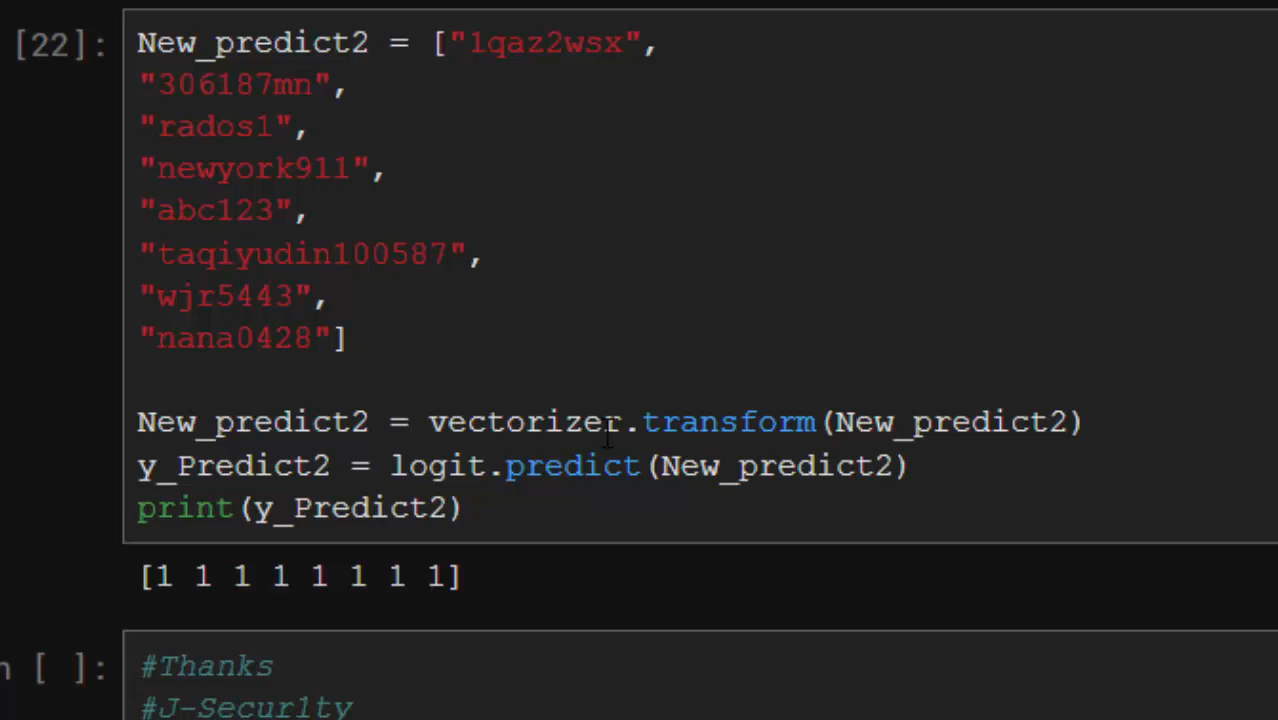 [22]: New_predict2 = ["1qaz2wsx",
"306187mn",
"rados1",
"newyork911",
"abc123",
"taqiyudin100587",
"wjr5443",
"nana0428"]
New_predict2 = vectorizer.transform(New_predict2)
y_Predict2 = logit.predict(New_predict2)
print(y_Predict2)
[1 1 1 1 1 1 1 1]
n [ ]: #Thanks
#J-Secur1ty